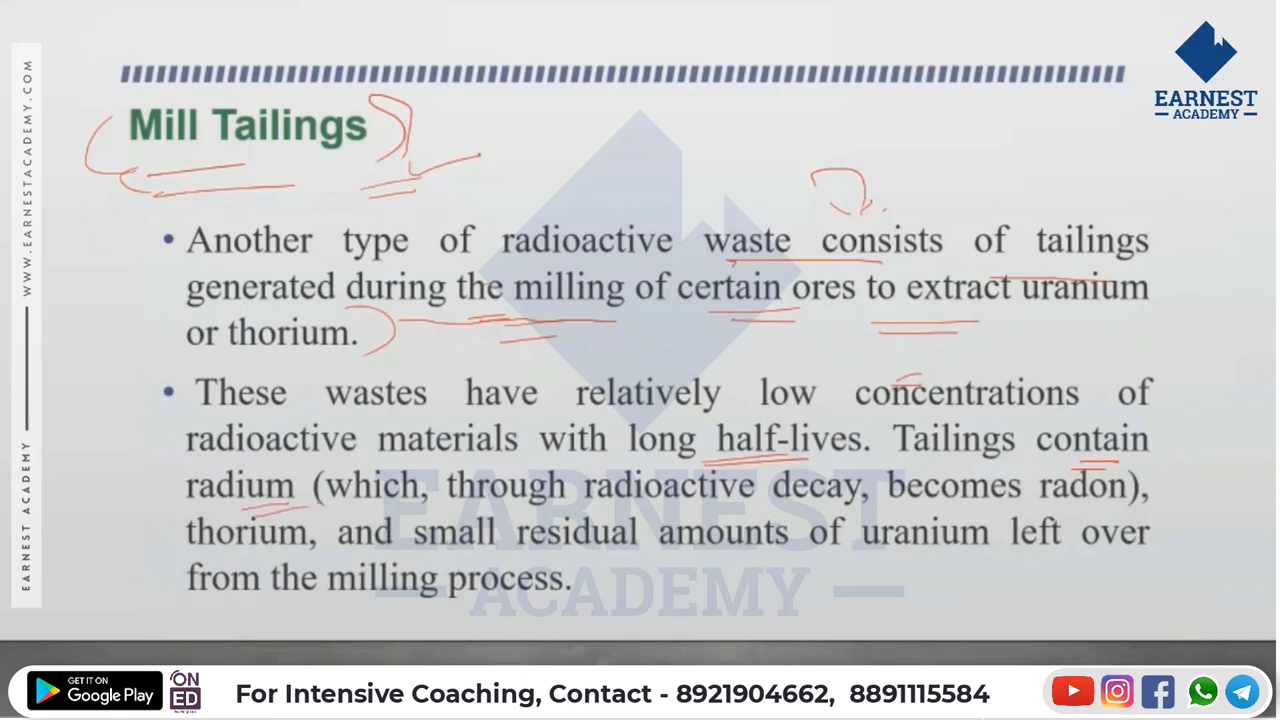 EARNEST
ACADEMY
WWW.EARNESTACADEMY.COM
EARNEST ACADEMY
Mill Tailings
• Another type of radioactive waste consists of tailings
generated during the milling of certain ores to extract uranium
or thorium.
• These wastes have relatively low concentrations of
radioactive materials with long half-lives. Tailings contain
radium (which, through radioactive decay, becomes radon),
thorium, and small residual amounts of uranium left over
from the milling process.
EARNEST
ACADEMY
GET IT ON
Google Play
ON
ED
For Intensive Coaching, Contact - 8921904662, 8891115584